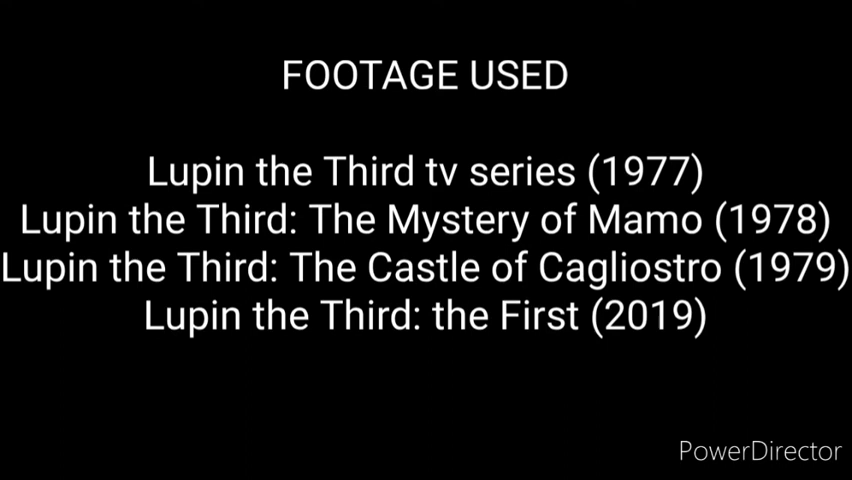 FOOTAGE USED
Lupin the Third tv series (1977)
Lupin the Third: The Mystery of Mamo (1978)
Lupin the Third: The Castle of Cagliostro (1979)
Lupin the Third: the First (2019)
PowerDirector